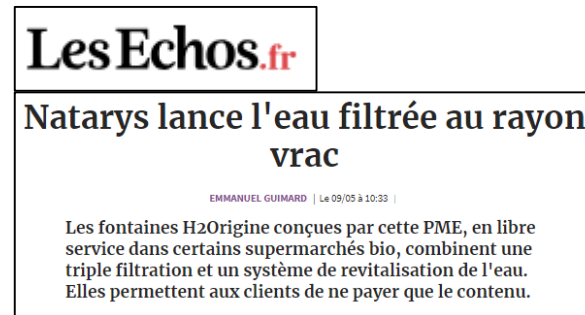 Les Echos.fr
Natarys lance l'eau filtrée au rayon
vrac
EMMANUEL GUIMARD | Le 09/05 à 10:33 |
Les fontaines H2Origine conçues par cette PME, en libre
service dans certains supermarchés bio, combinent une
triple filtration et un système de revitalisation de l'eau.
Elles permettent aux clients de ne payer que le contenu.